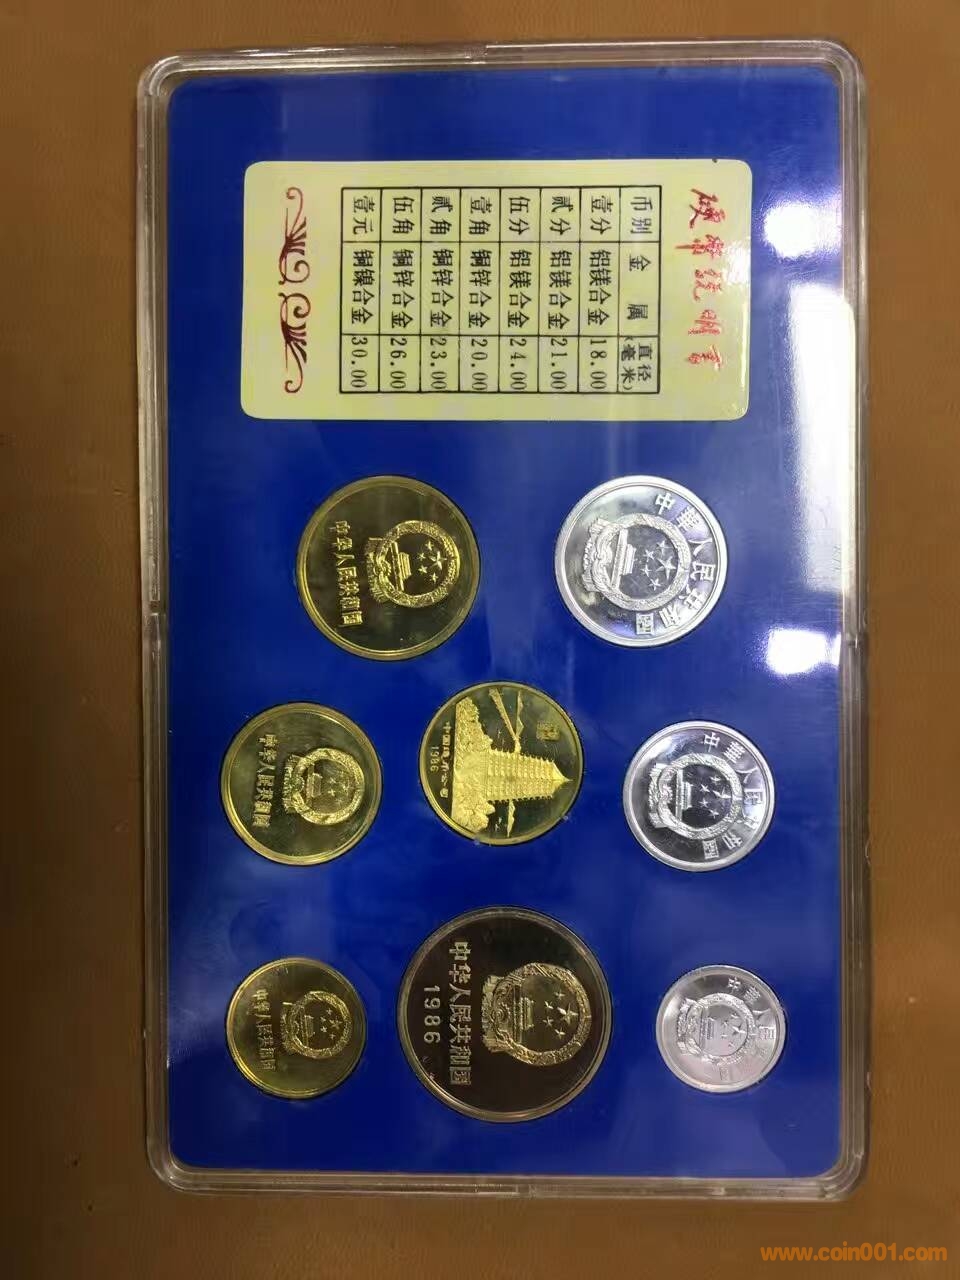 硬币说明书
币别 金属 直径(毫米)
壹分 铝镁合金 18.00
贰分 铝镁合金 21.00
伍分 铝镁合金 24.00
壹角 铜锌合金 20.00
贰角 铜锌合金 23.00
伍角 铜锌合金 26.00
壹元 铜镍合金 30.00
中华人民共和国
中華人民共和國
中华人民共和国
中国造币公司
1986
中華人民共和國
中华人民共和国
中华人民共和国
1986
中華人民共和國
www.coin001.com